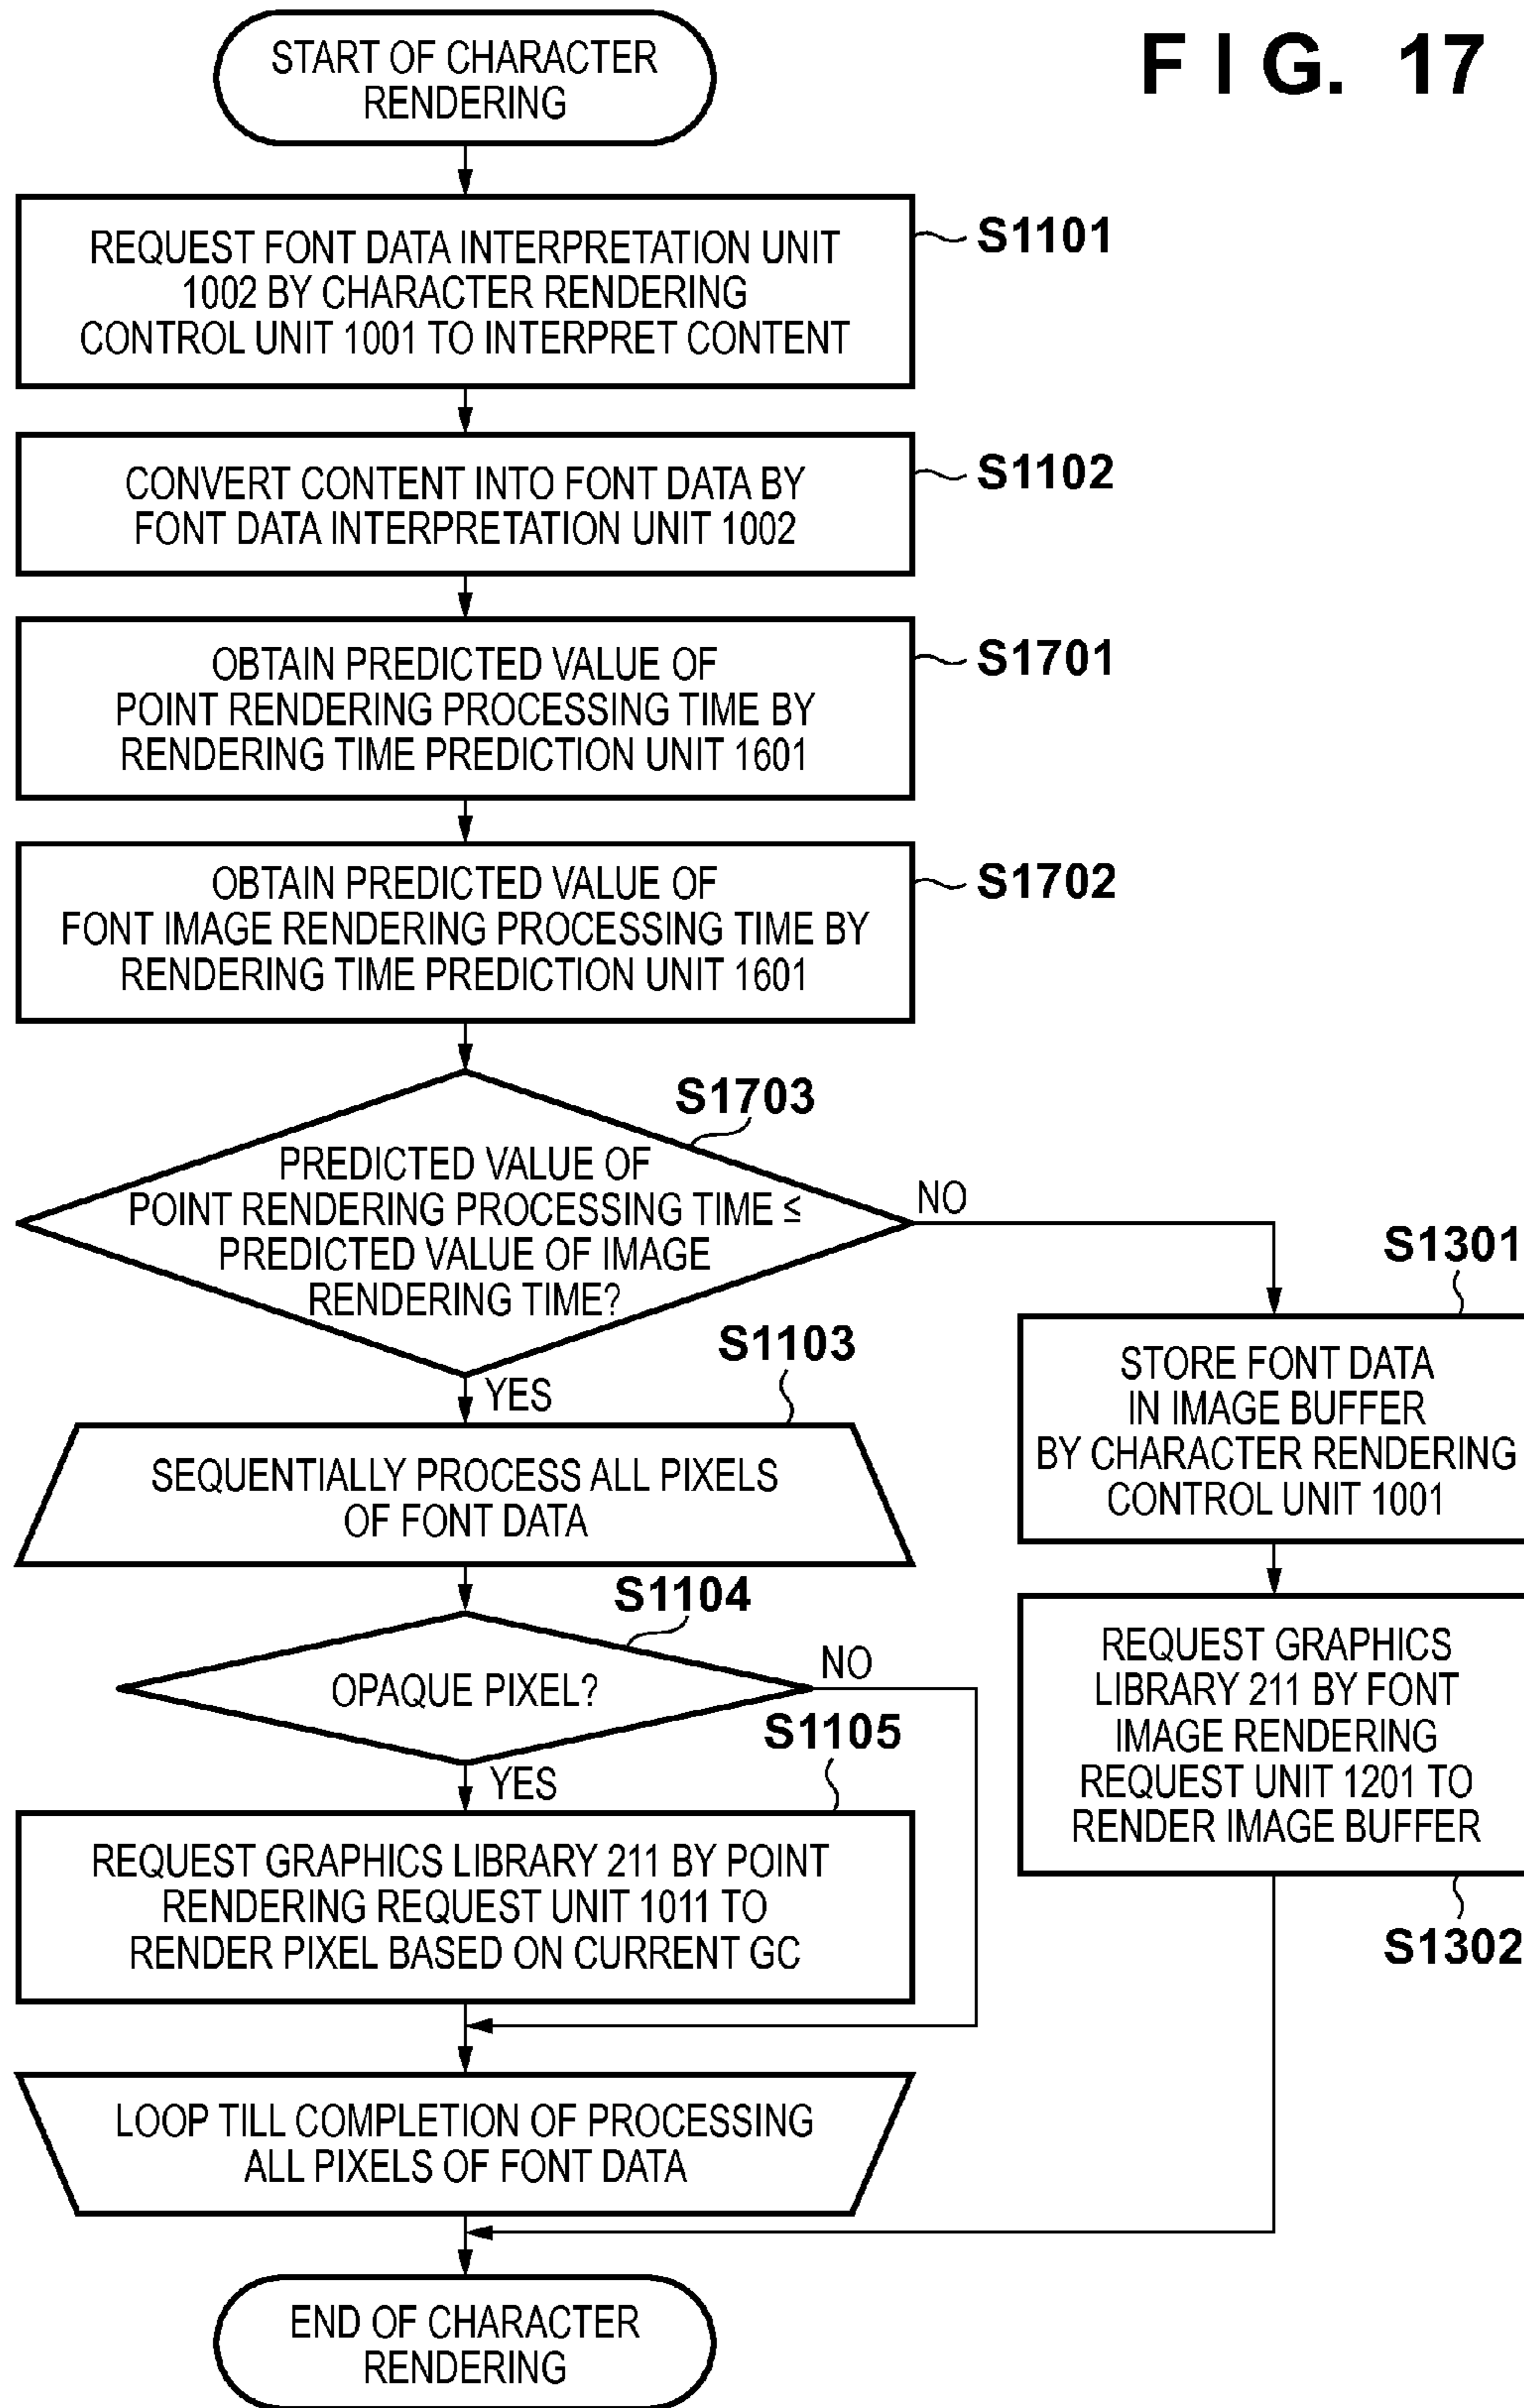 FIG. 17
START OF CHARACTER
RENDERING
REQUEST FONT DATA INTERPRETATION UNIT
1002 BY CHARACTER RENDERING
CONTROL UNIT 1001 TO INTERPRET CONTENT
S1101
CONVERT CONTENT INTO FONT DATA BY
FONT DATA INTERPRETATION UNIT 1002
S1102
OBTAIN PREDICTED VALUE OF
POINT RENDERING PROCESSING TIME BY
RENDERING TIME PREDICTION UNIT 1601
S1701
OBTAIN PREDICTED VALUE OF
FONT IMAGE RENDERING PROCESSING TIME BY
RENDERING TIME PREDICTION UNIT 1601
S1702
S1703
PREDICTED VALUE OF
POINT RENDERING PROCESSING TIME ≤
PREDICTED VALUE OF IMAGE
RENDERING TIME?
NO
YES
S1103
SEQUENTIALLY PROCESS ALL PIXELS
OF FONT DATA
S1104
OPAQUE PIXEL?
NO
YES
S1105
REQUEST GRAPHICS LIBRARY 211 BY POINT
RENDERING REQUEST UNIT 1011 TO
RENDER PIXEL BASED ON CURRENT GC
LOOP TILL COMPLETION OF PROCESSING
ALL PIXELS OF FONT DATA
S1301
STORE FONT DATA
IN IMAGE BUFFER
BY CHARACTER RENDERING
CONTROL UNIT 1001
REQUEST GRAPHICS
LIBRARY 211 BY FONT
IMAGE RENDERING
REQUEST UNIT 1201 TO
RENDER IMAGE BUFFER
S1302
END OF CHARACTER
RENDERING